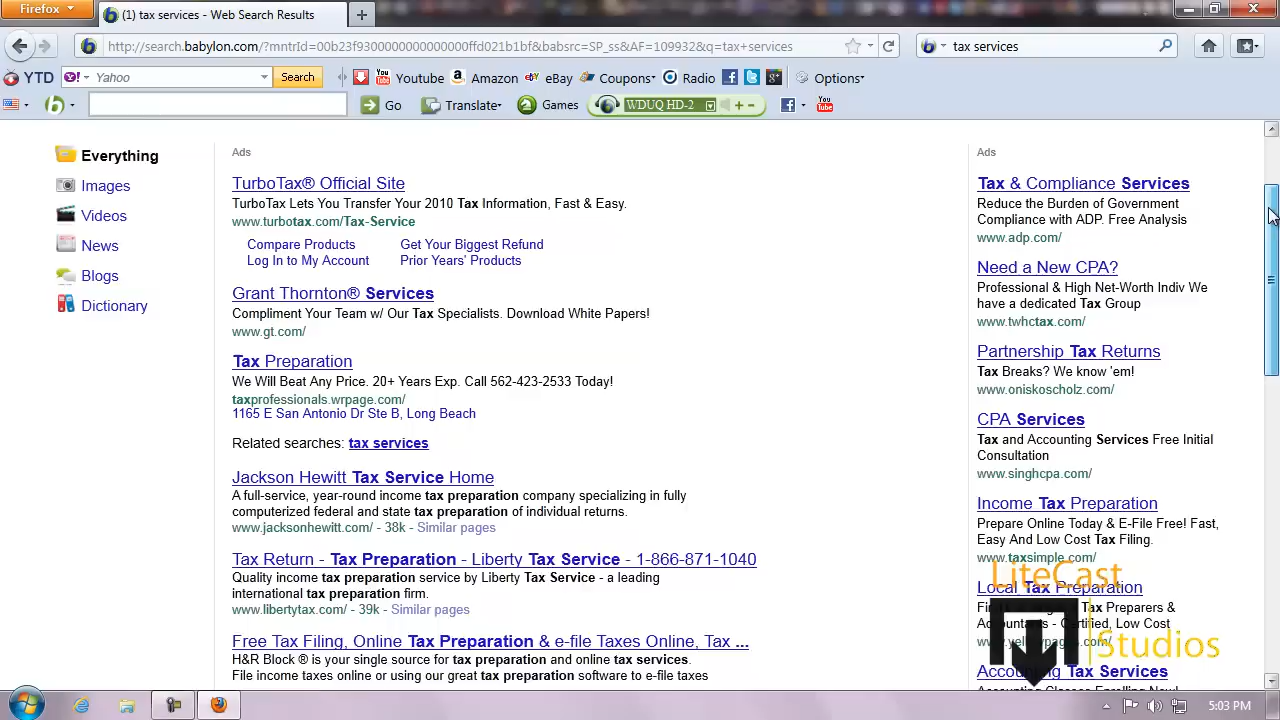 Firefox
(1) tax services - Web Search Results
http://search.babylon.com/?mntrId=00b23f9300000000000000ffd021b1bf&babsrc=SP_ss&AF=109932&q=tax+services
tax services
YTD
Yahoo
Search
Youtube
Amazon
eBay
Coupons
Radio
Options
Go
Translate
Games
WDUQ HD-2
Everything
Images
Videos
News
Blogs
Dictionary
Ads
TurboTax® Official Site
TurboTax Lets You Transfer Your 2010 Tax Information, Fast & Easy.
www.turbotax.com/Tax-Service
Compare Products Get Your Biggest Refund
Log In to My Account Prior Years' Products
Grant Thornton® Services
Compliment Your Team w/ Our Tax Specialists. Download White Papers!
www.gt.com/
Tax Preparation
We Will Beat Any Price. 20+ Years Exp. Call 562-423-2533 Today!
taxprofessionals.wrpage.com/
1165 E San Antonio Dr Ste B, Long Beach
Related searches: tax services
Jackson Hewitt Tax Service Home
A full-service, year-round income tax preparation company specializing in fully
computerized federal and state tax preparation of individual returns.
www.jacksonhewitt.com/ - 38k - Similar pages
Tax Return - Tax Preparation - Liberty Tax Service - 1-866-871-1040
Quality income tax preparation service by Liberty Tax Service - a leading
international tax preparation firm.
www.libertytax.com/ - 39k - Similar pages
Free Tax Filing, Online Tax Preparation & e-file Taxes Online, Tax ...
H&R Block ® is your single source for tax preparation and online tax services.
File income taxes online or using our great tax preparation software to e-file taxes
Ads
Tax & Compliance Services
Reduce the Burden of Government
Compliance with ADP. Free Analysis
www.adp.com/
Need a New CPA?
Professional & High Net-Worth Indiv We
have a dedicated Tax Group
www.twhctax.com/
Partnership Tax Returns
Tax Breaks? We know 'em!
www.oniskoscholz.com/
CPA Services
Tax and Accounting Services Free Initial
Consultation
www.singhcpa.com/
Income Tax Preparation
Prepare Online Today & E-File Free! Fast,
Easy And Low Cost Tax Filing.
www.taxsimple.com/
Local Tax Preparation
Tax Preparers &
Certified, Low Cost
Accounting Tax Services
LiteCast
Studios
5:03 PM